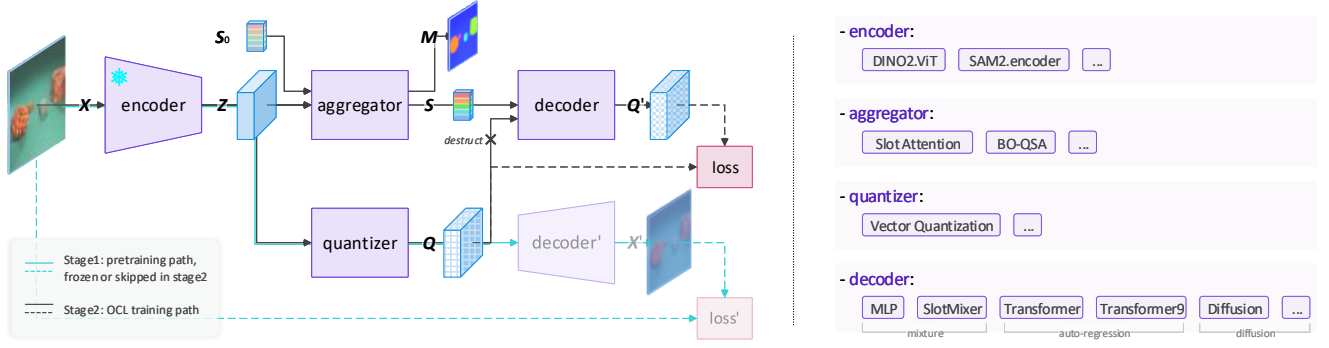 S₀
M
X
encoder
Z
aggregator
S
decoder
Q'
destruct
loss
quantizer
Q
decoder'
X'
loss'
Stage1: pretraining path,
frozen or skipped in stage2
Stage2: OCL training path
- encoder:
DINO2.ViT SAM2.encoder ...
- aggregator:
Slot Attention BO-QSA ...
- quantizer:
Vector Quantization ...
- decoder:
MLP SlotMixer Transformer Transformer9 Diffusion ...
mixture auto-regression diffusion